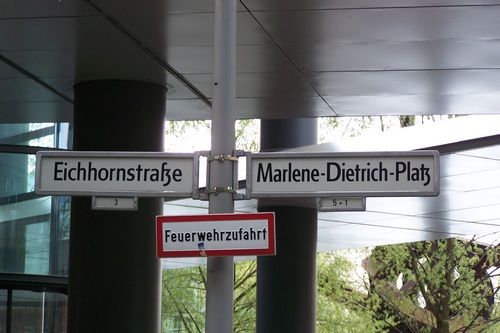 Eichhornstraße
3
Marlene-Dietrich-Platz
5+1
Feuerwehrzufahrt